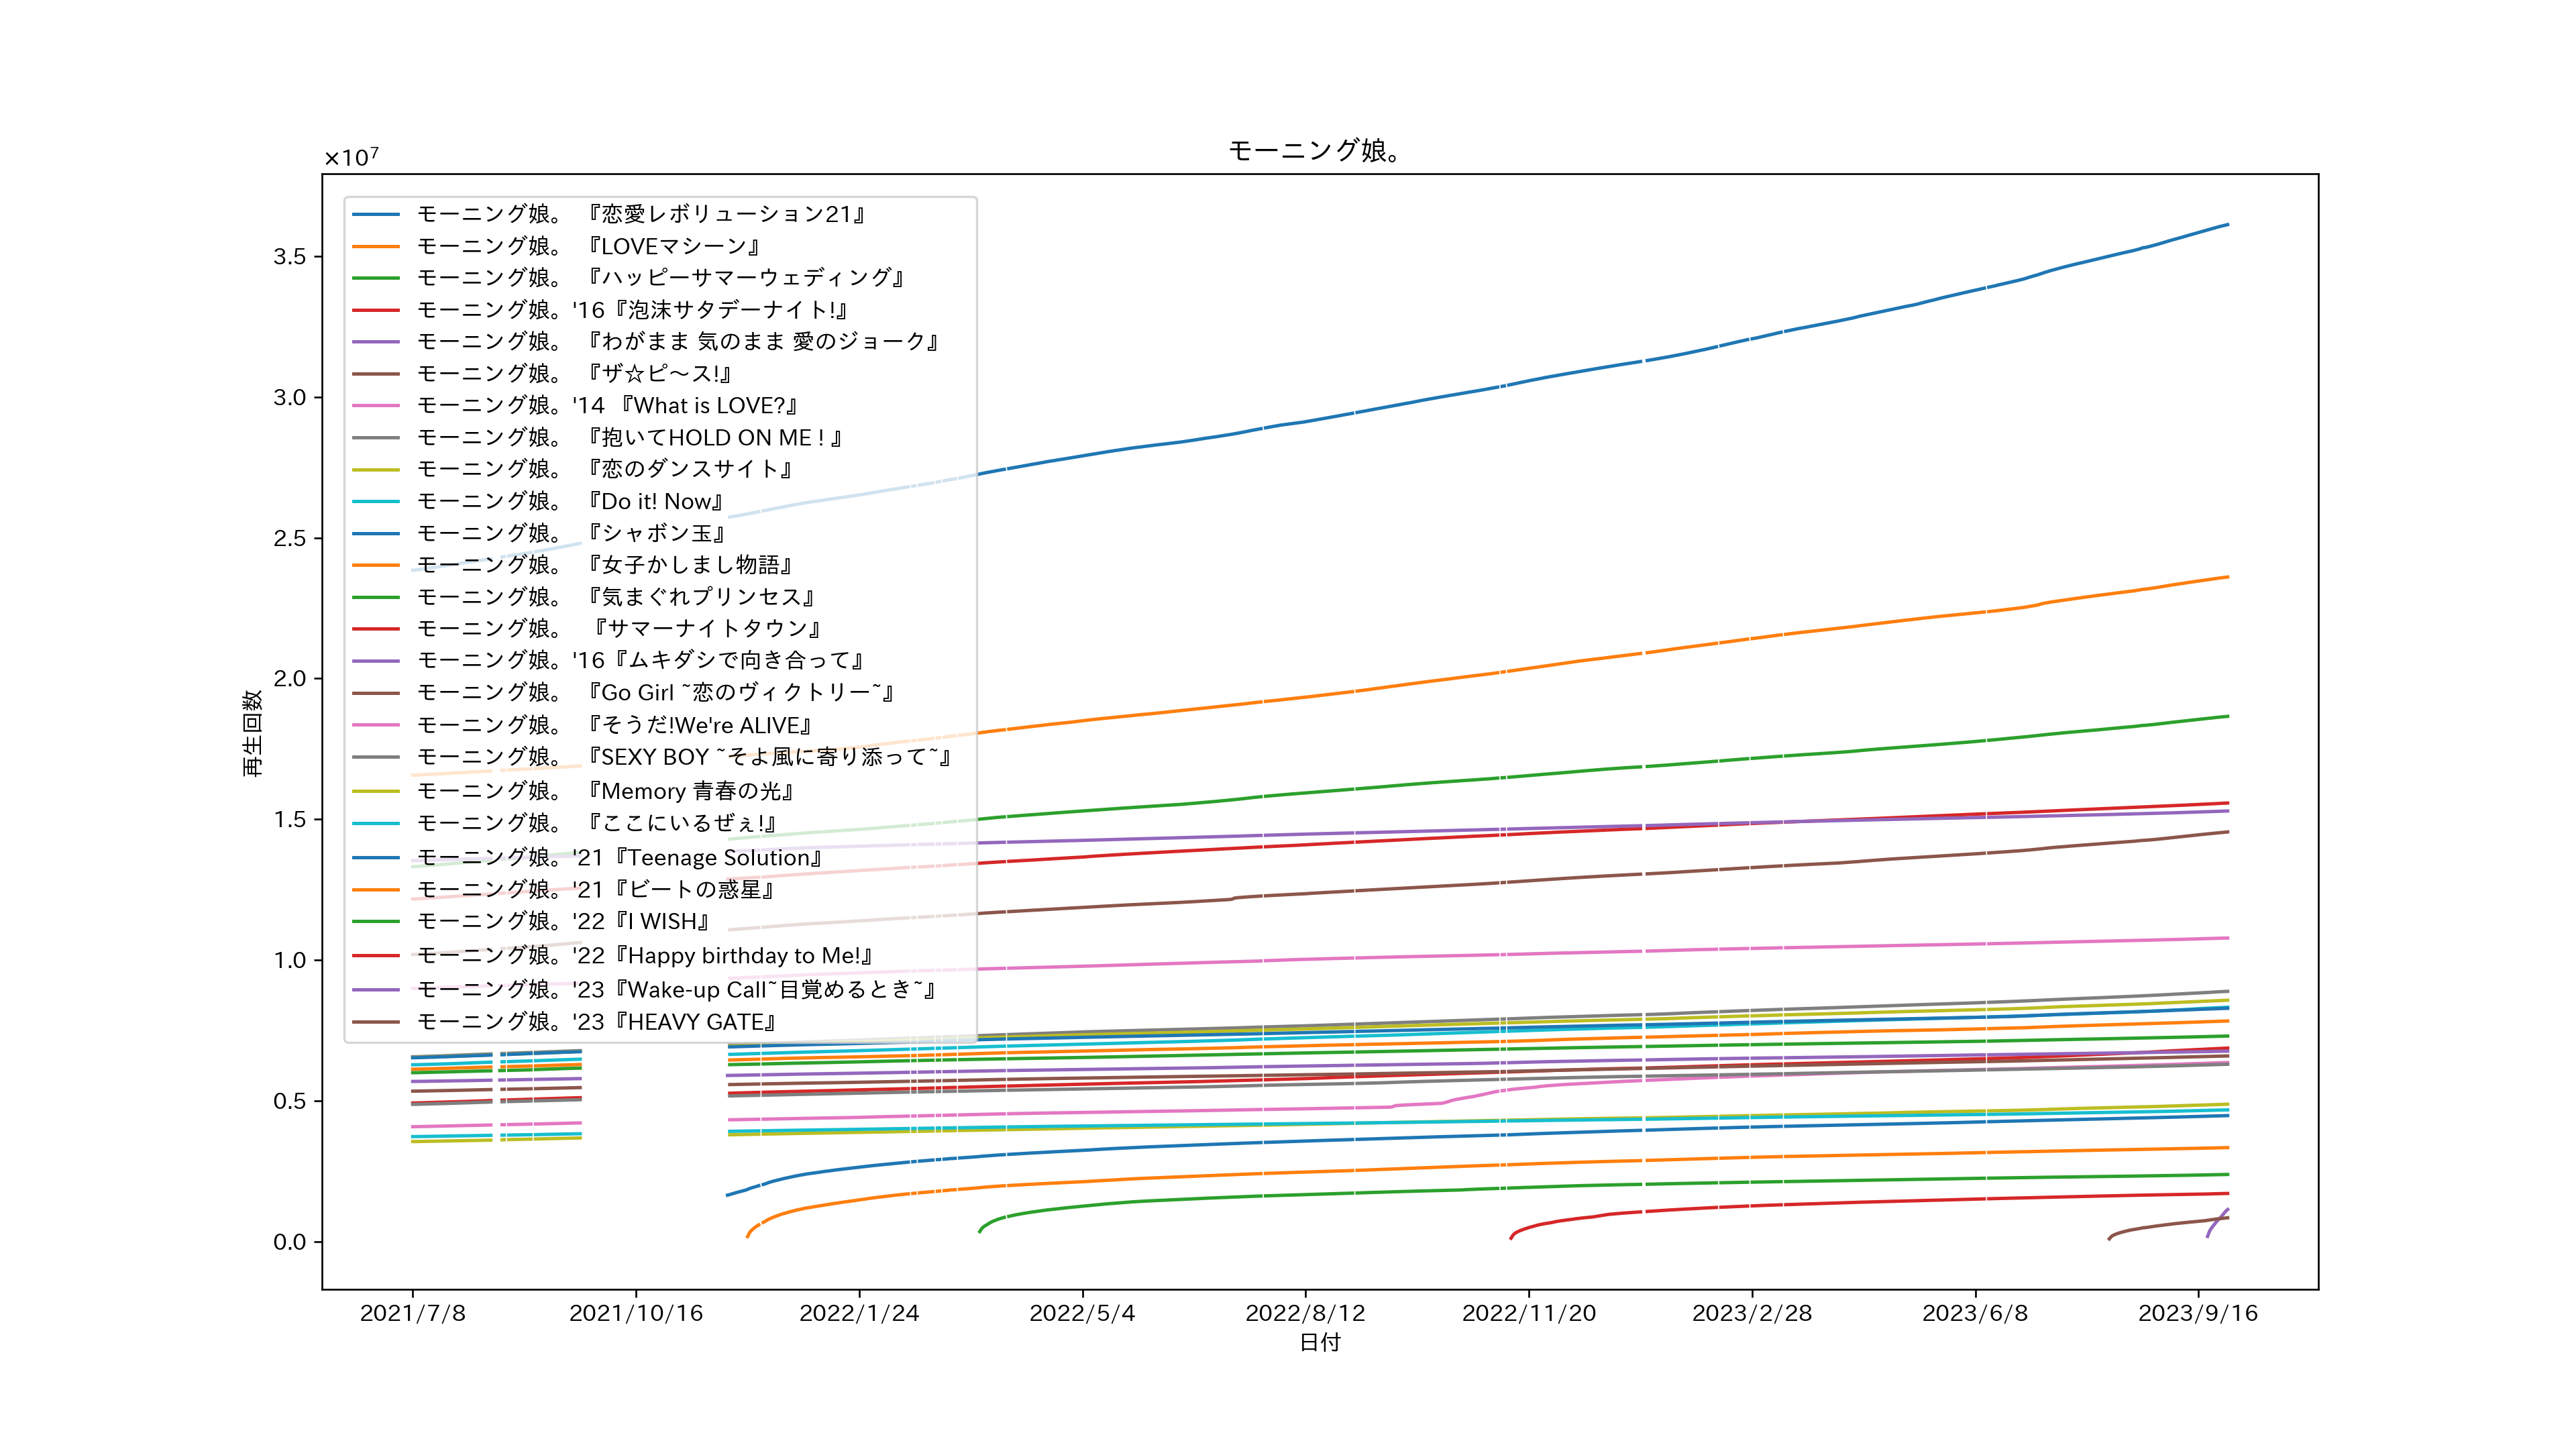 モーニング娘。
×10⁷
3.5
3.0
2.5
2.0
1.5
1.0
0.5
0.0
再生回数
モーニング娘。 『恋愛レボリューション21』
モーニング娘。 『LOVEマシーン』
モーニング娘。 『ハッピーサマーウェディング』
モーニング娘。'16『泡沫サタデーナイト!』
モーニング娘。 『わがまま 気のまま 愛のジョーク』
モーニング娘。 『ザ☆ピ〜ス!』
モーニング娘。'14 『What is LOVE?』
モーニング娘。 『抱いてHOLD ON ME ! 』
モーニング娘。 『恋のダンスサイト』
モーニング娘。 『Do it! Now』
モーニング娘。 『シャボン玉』
モーニング娘。 『女子かしまし物語』
モーニング娘。 『気まぐれプリンセス』
モーニング娘。 『サマーナイトタウン』
モーニング娘。'16『ムキダシで向き合って』
モーニング娘。 『Go Girl ~恋のヴィクトリー~』
モーニング娘。 『そうだ!We're ALIVE』
モーニング娘。 『SEXY BOY ~そよ風に寄り添って~』
モーニング娘。 『Memory 青春の光』
モーニング娘。 『ここにいるぜぇ!』
モーニング娘。'21『Teenage Solution』
モーニング娘。'21『ビートの惑星』
モーニング娘。'22『I WISH』
モーニング娘。'22『Happy birthday to Me!』
モーニング娘。'23『Wake-up Call~目覚めるとき~』
モーニング娘。'23『HEAVY GATE』
2021/7/8
2021/10/16
2022/1/24
2022/5/4
2022/8/12
2022/11/20
2023/2/28
2023/6/8
2023/9/16
日付